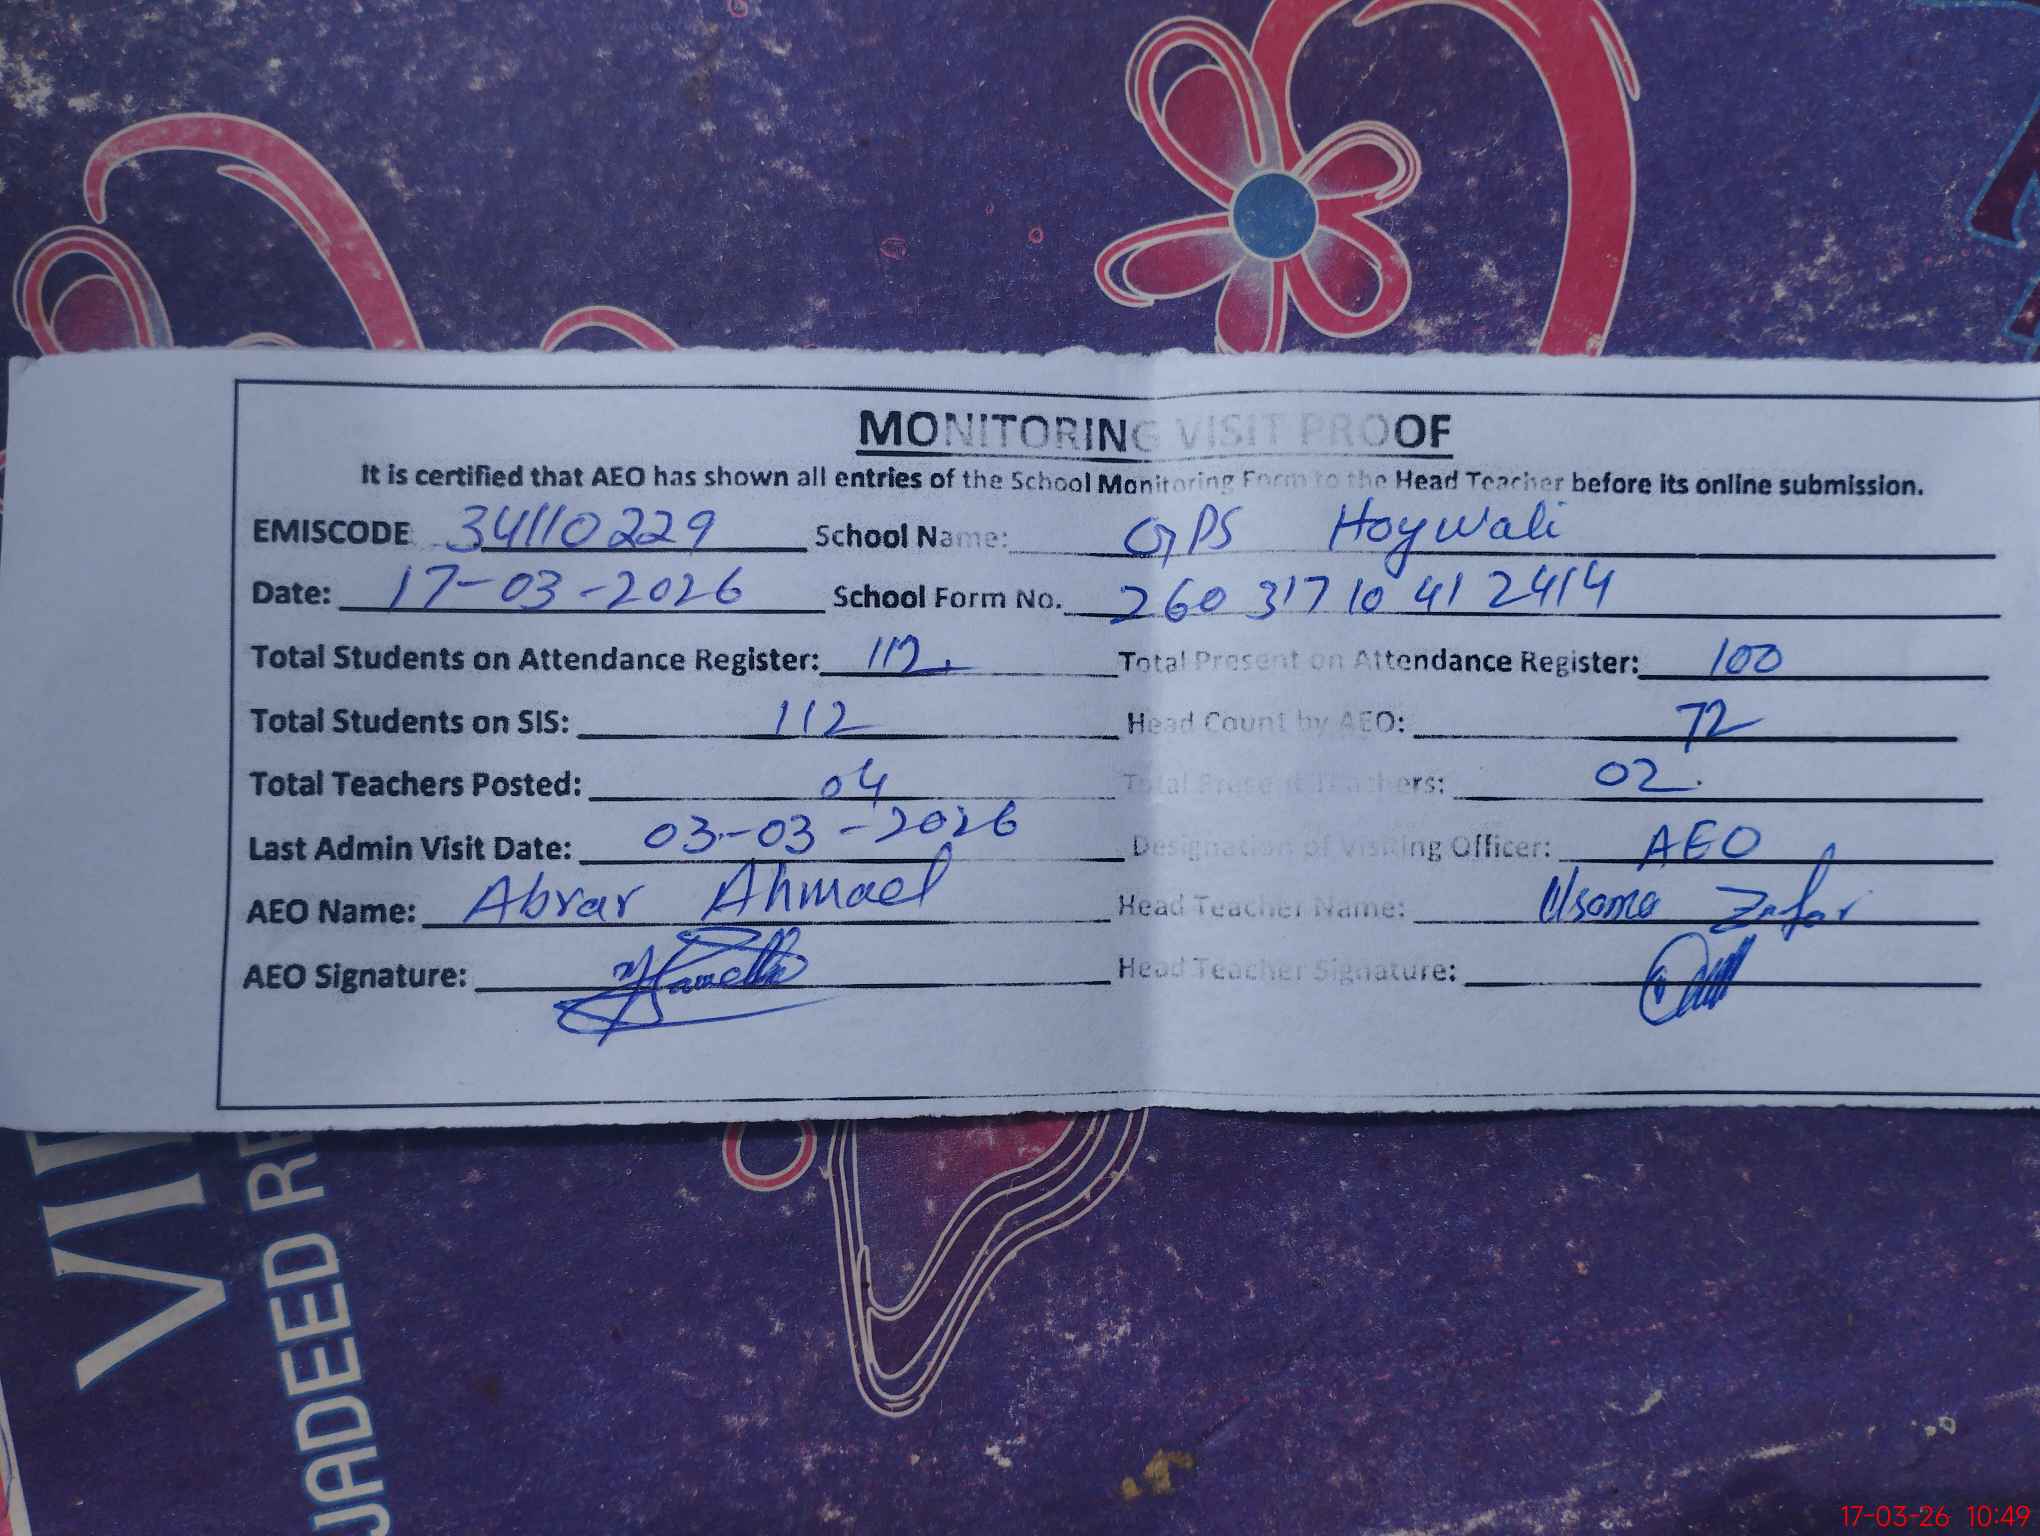 MONITORING VISIT PROOF
It is certified that AEO has shown all entries of the School Monitoring Form to the Head Teacher before its online submission.
EMISCODE 34110229 School Name: GPS Hoywali
Date: 17-03-2026 School Form No. 260 317 10 41 2414
Total Students on Attendance Register: 112 Total Present on Attendance Register: 100
Total Students on SIS: 112 Head Count by AEO: 72
Total Teachers Posted: 04 Total Present Teachers: 02
Last Admin Visit Date: 03-03-2026 Designation of Visiting Officer: AEO
AEO Name: Abrar Ahmad Head Teacher Name: Usama Zafar
AEO Signature: Head Teacher Signature:
JADEED
17-03-26 10:49